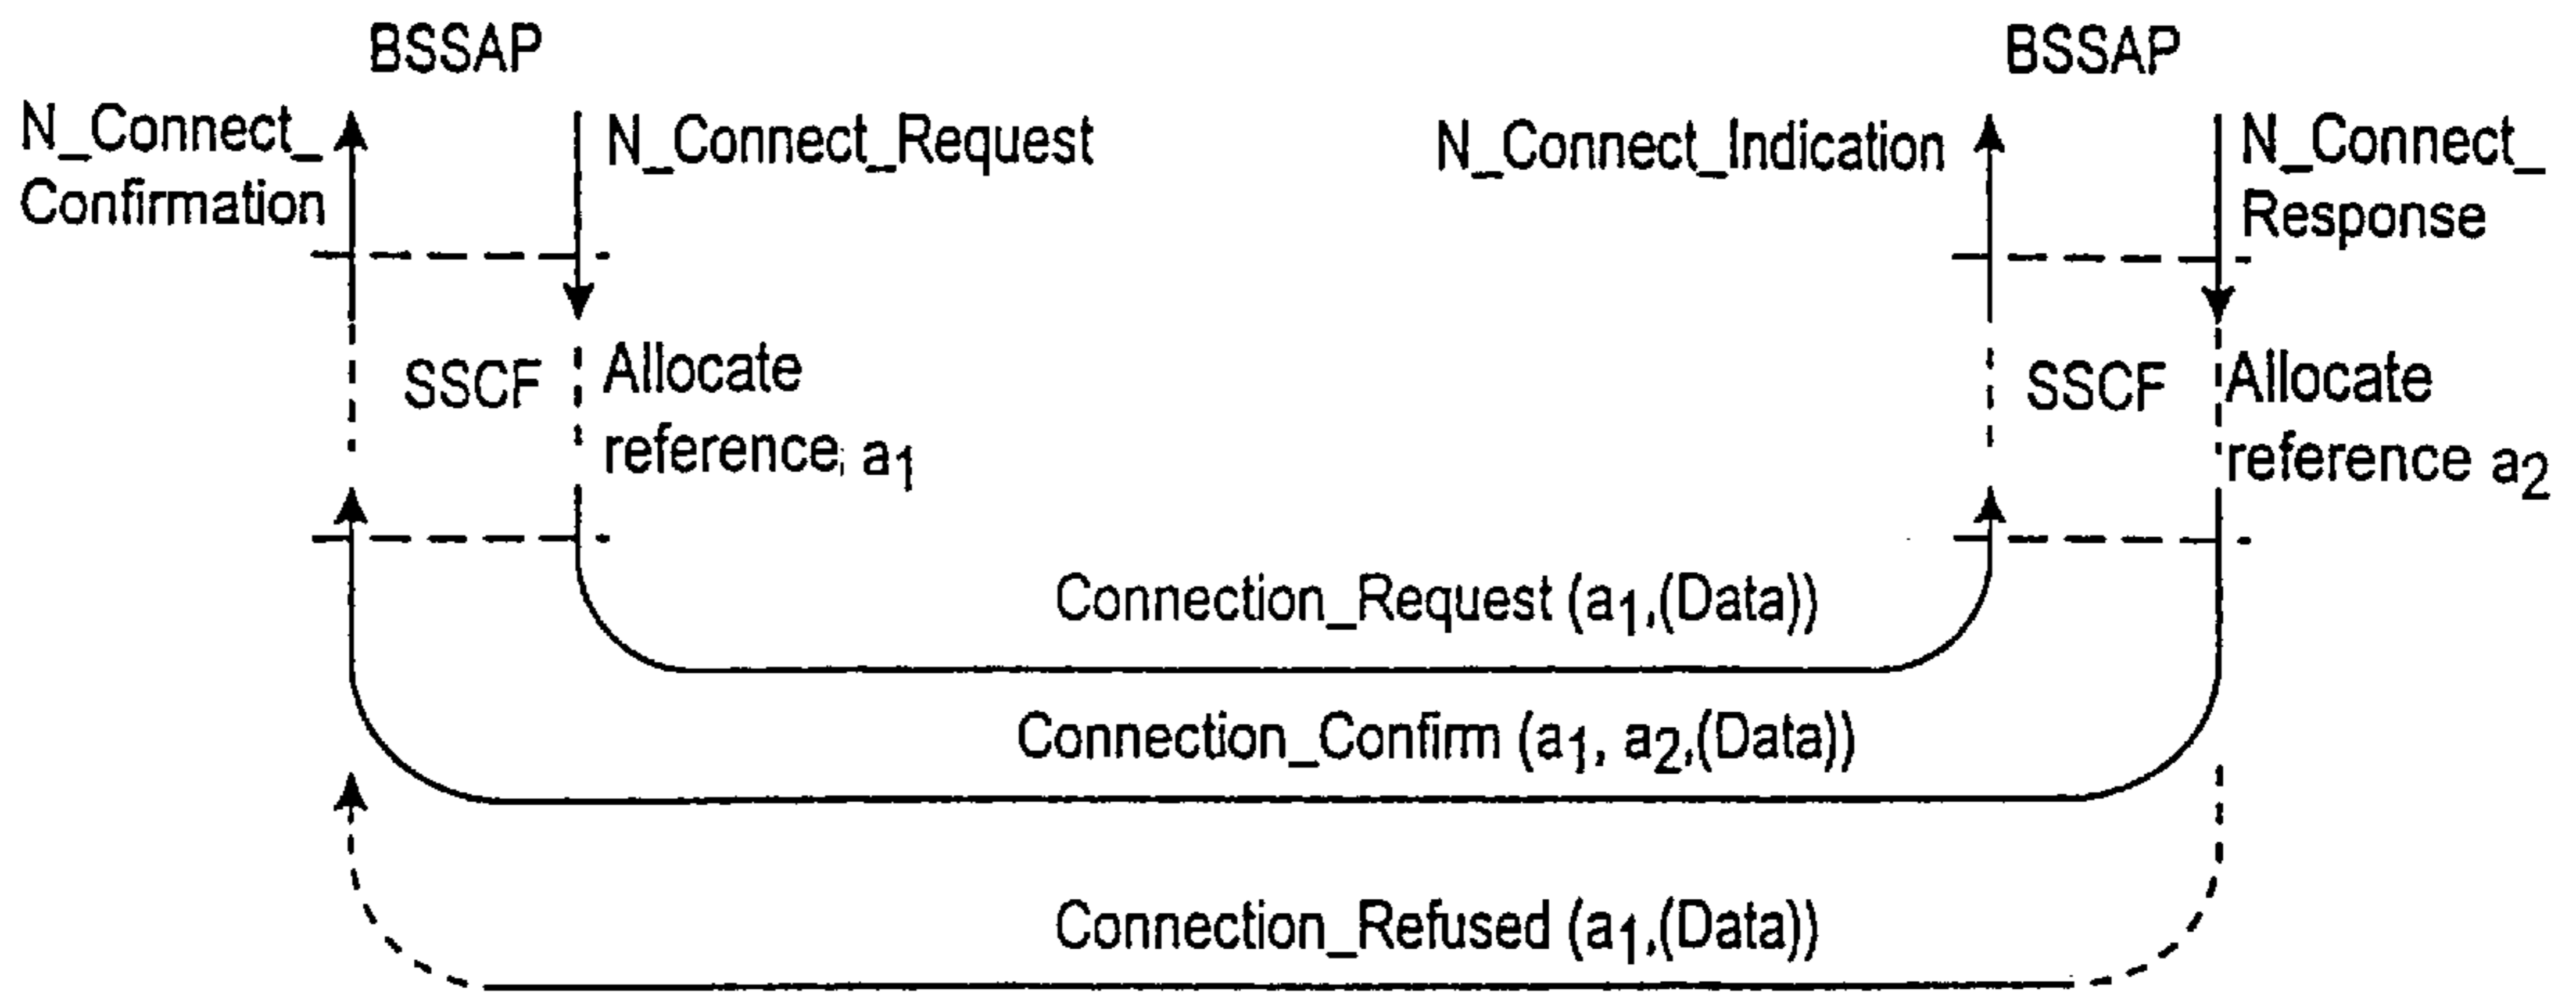 BSSAP
BSSAP
N_Connect_
Confirmation
N_Connect_Request
N_Connect_Indication
N_Connect_
Response
SSCF
Allocate
reference a1
SSCF
Allocate
reference a2
Connection_Request (a1,(Data))
Connection_Confirm (a1, a2,(Data))
Connection_Refused (a1,(Data))